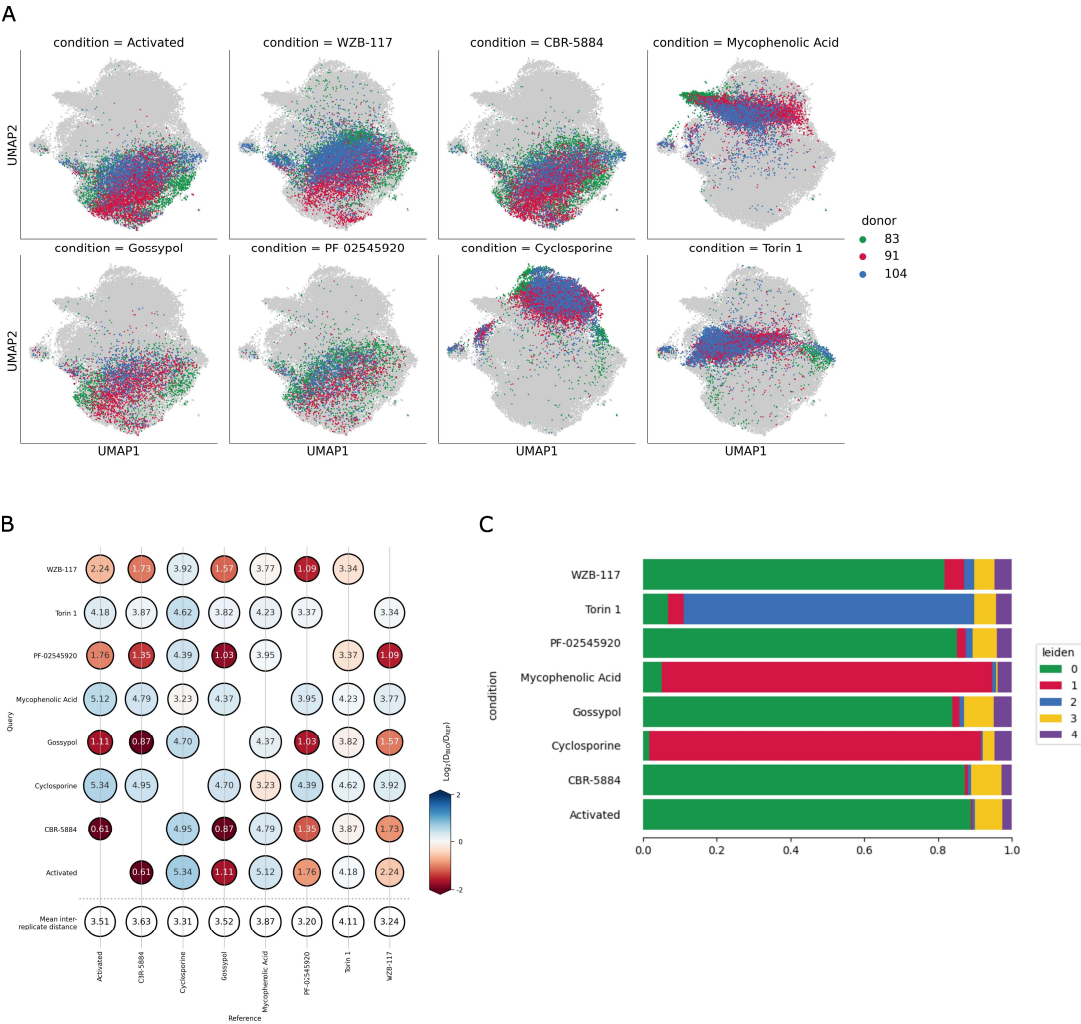 A
condition = Activated
condition = WZB-117
condition = CBR-5884
condition = Mycophenolic Acid
UMAP2
donor
83
91
104
condition = Gossypol
condition = PF 02545920
condition = Cyclosporine
condition = Torin 1
UMAP2
UMAP1
UMAP1
UMAP1
UMAP1
B
WZB-117 2.24 1.73 3.92 1.57 3.77 1.09 3.34
Torin 1 4.18 3.87 4.62 3.82 4.23 3.37 3.34
PF-02545920 1.76 1.35 4.39 1.03 3.95 3.37 1.09
Mycophenolic Acid 5.12 4.79 3.23 4.37 3.95 4.23 3.77
Query
Gossypol 1.11 0.87 4.70 4.37 1.03 3.82 1.57
Cyclosporine 5.34 4.95 4.70 3.23 4.39 4.62 3.92
CBR-5884 0.61 4.95 0.87 4.79 1.35 3.87 1.73
Activated 0.61 5.34 1.11 5.12 1.76 4.18 2.24
Mean inter-
replicate distance 3.51 3.63 3.31 3.52 3.87 3.20 4.11 3.24
Activated
CBR-5884
Cyclosporine
Gossypol
Mycophenolic Acid
PF-02545920
Torin 1
WZB-117
Reference
Log2(DBIO/DREP)
2
0
-2
C
condition
WZB-117
Torin 1
PF-02545920
Mycophenolic Acid
Gossypol
Cyclosporine
CBR-5884
Activated
0.0 0.2 0.4 0.6 0.8 1.0
leiden
0
1
2
3
4